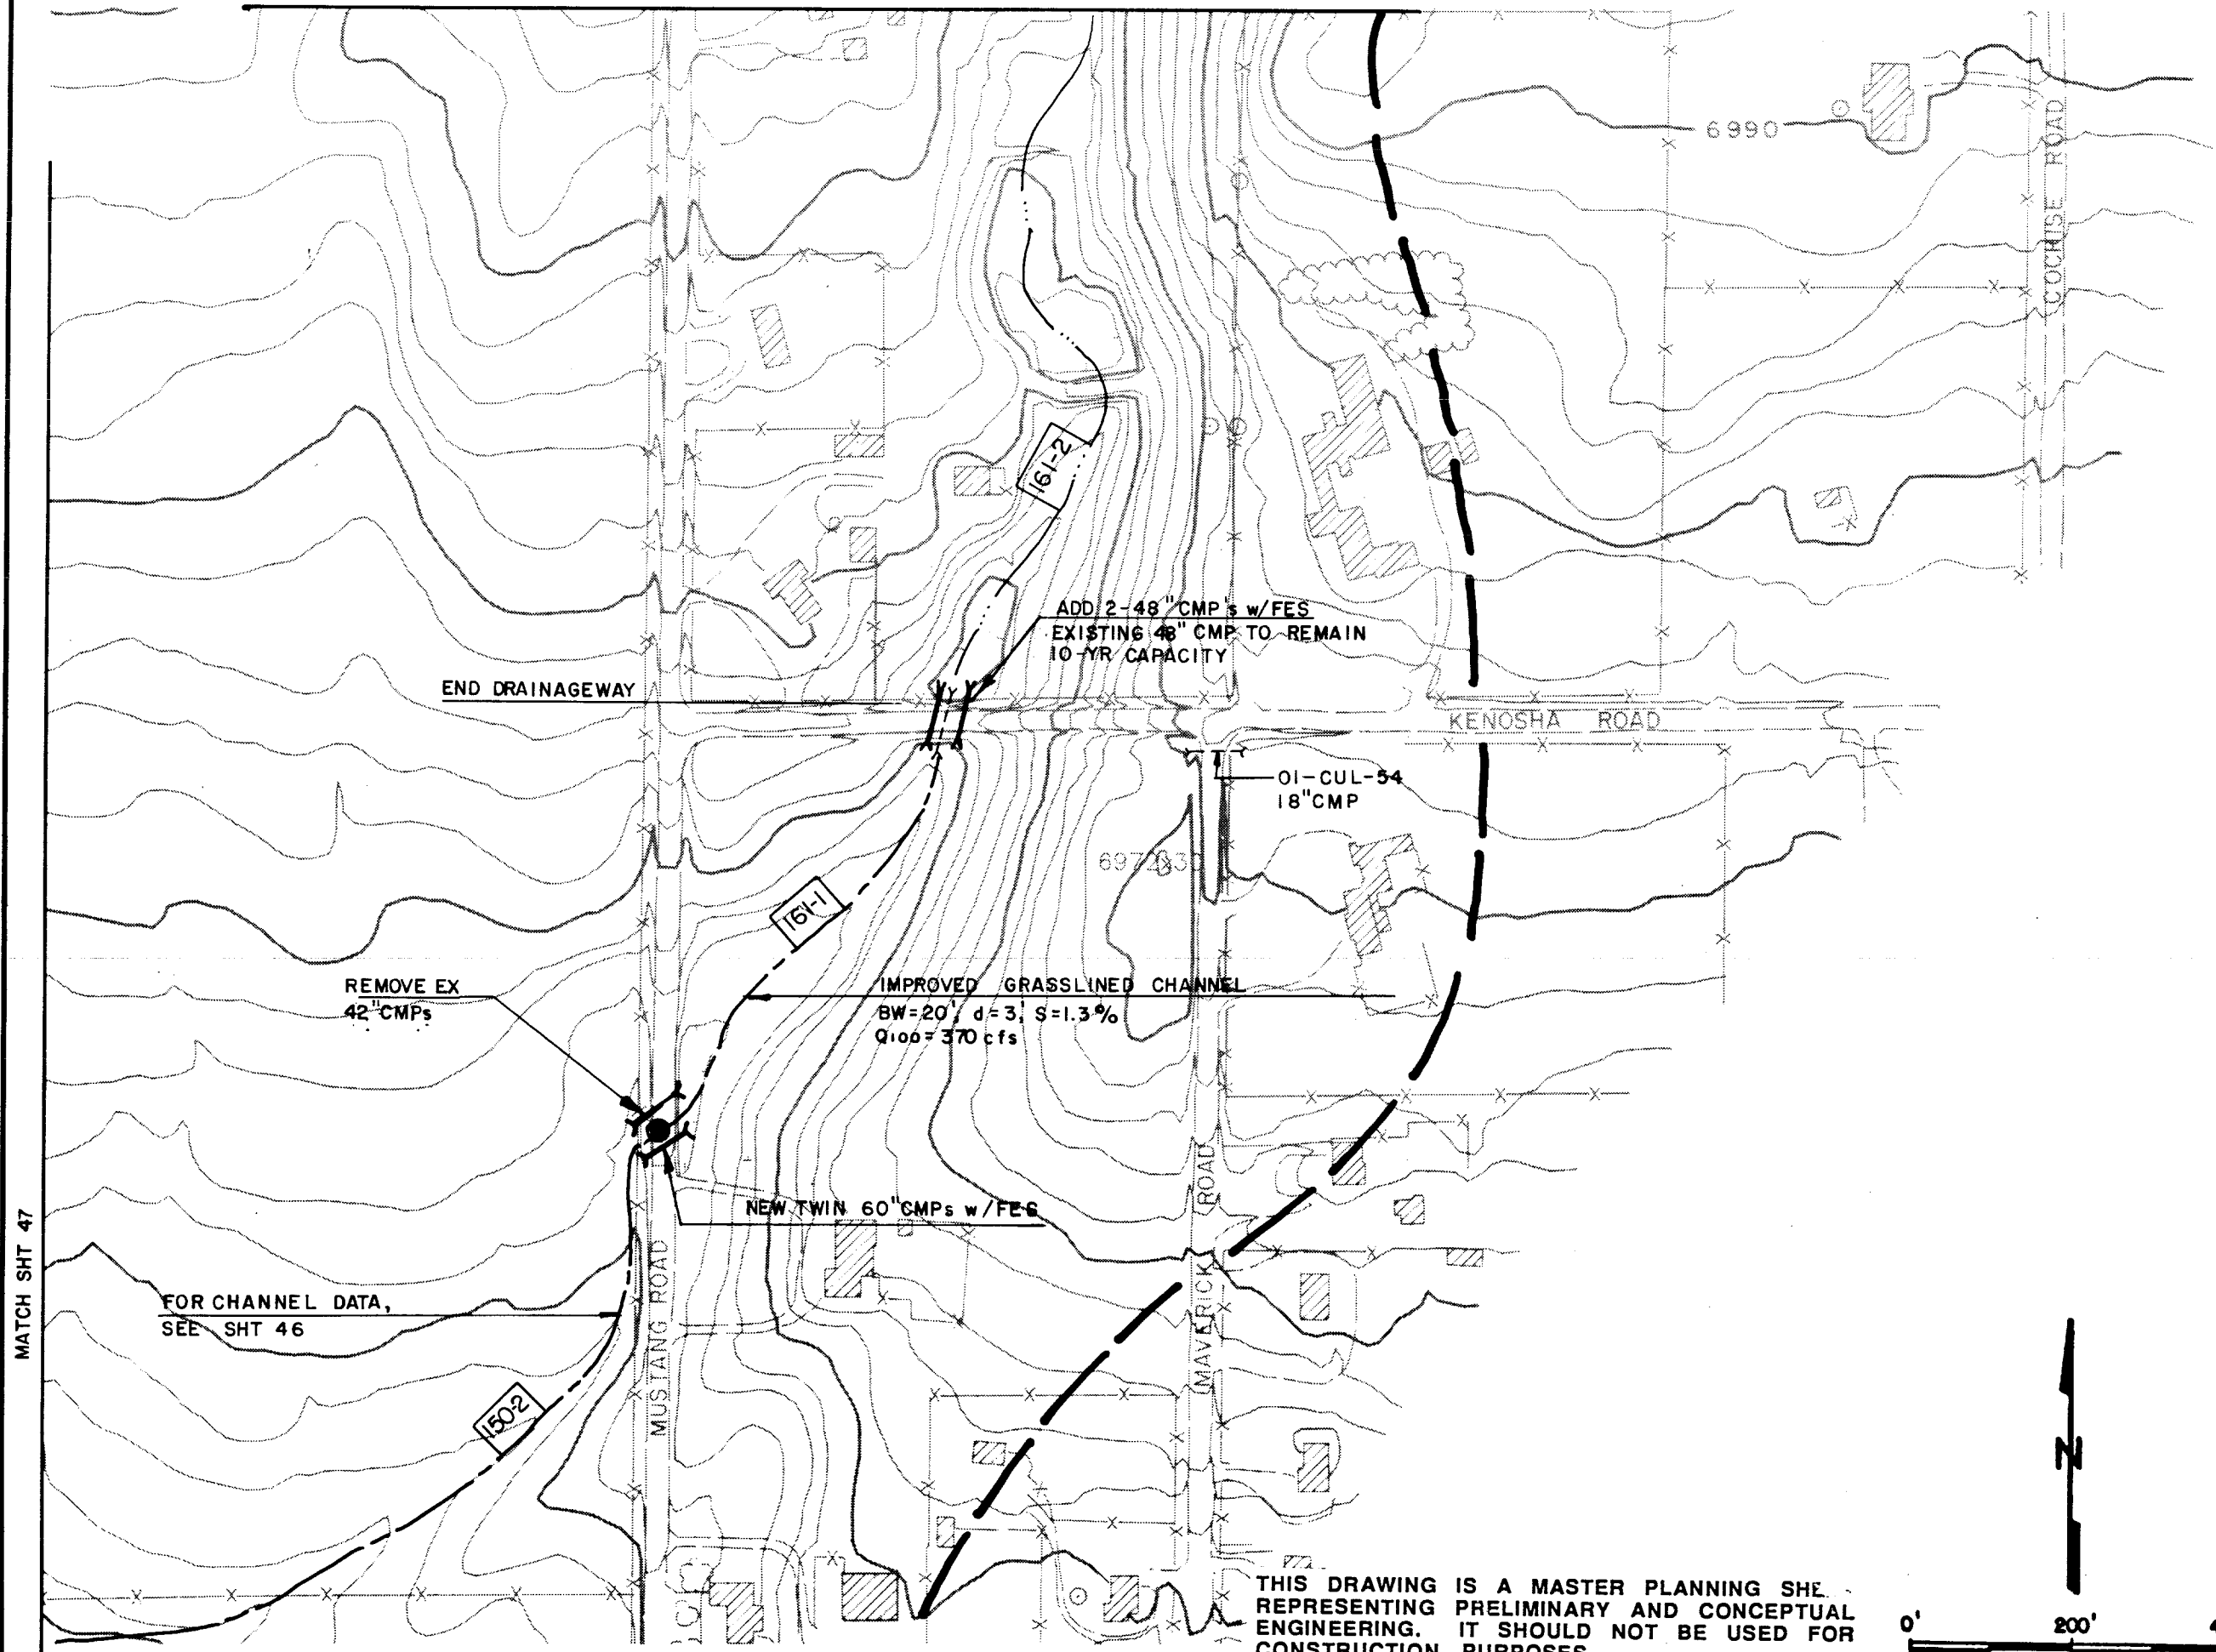 6990
COCHISE ROAD
161-2
ADD 2-48"CMP's w/FES
EXISTING 48" CMP TO REMAIN
10-YR CAPACITY
END DRAINAGEWAY
KENOSHA ROAD
01-CUL-54
18"CMP
161-1
REMOVE EX
42"CMPs
IMPROVED GRASSLINED CHANNEL
BW=20', d=3', S=1.3%
Q100=370 cfs
NEW TWIN 60"CMPs w/FES
MATCH SHT 47
FOR CHANNEL DATA,
SEE SHT 46
MUSTANG ROAD
MAVERICK ROAD
150-2
N
THIS DRAWING IS A MASTER PLANNING SHE
REPRESENTING PRELIMINARY AND CONCEPTUAL
ENGINEERING. IT SHOULD NOT BE USED FOR
CONSTRUCTION PURPOSES
0' 200' 4